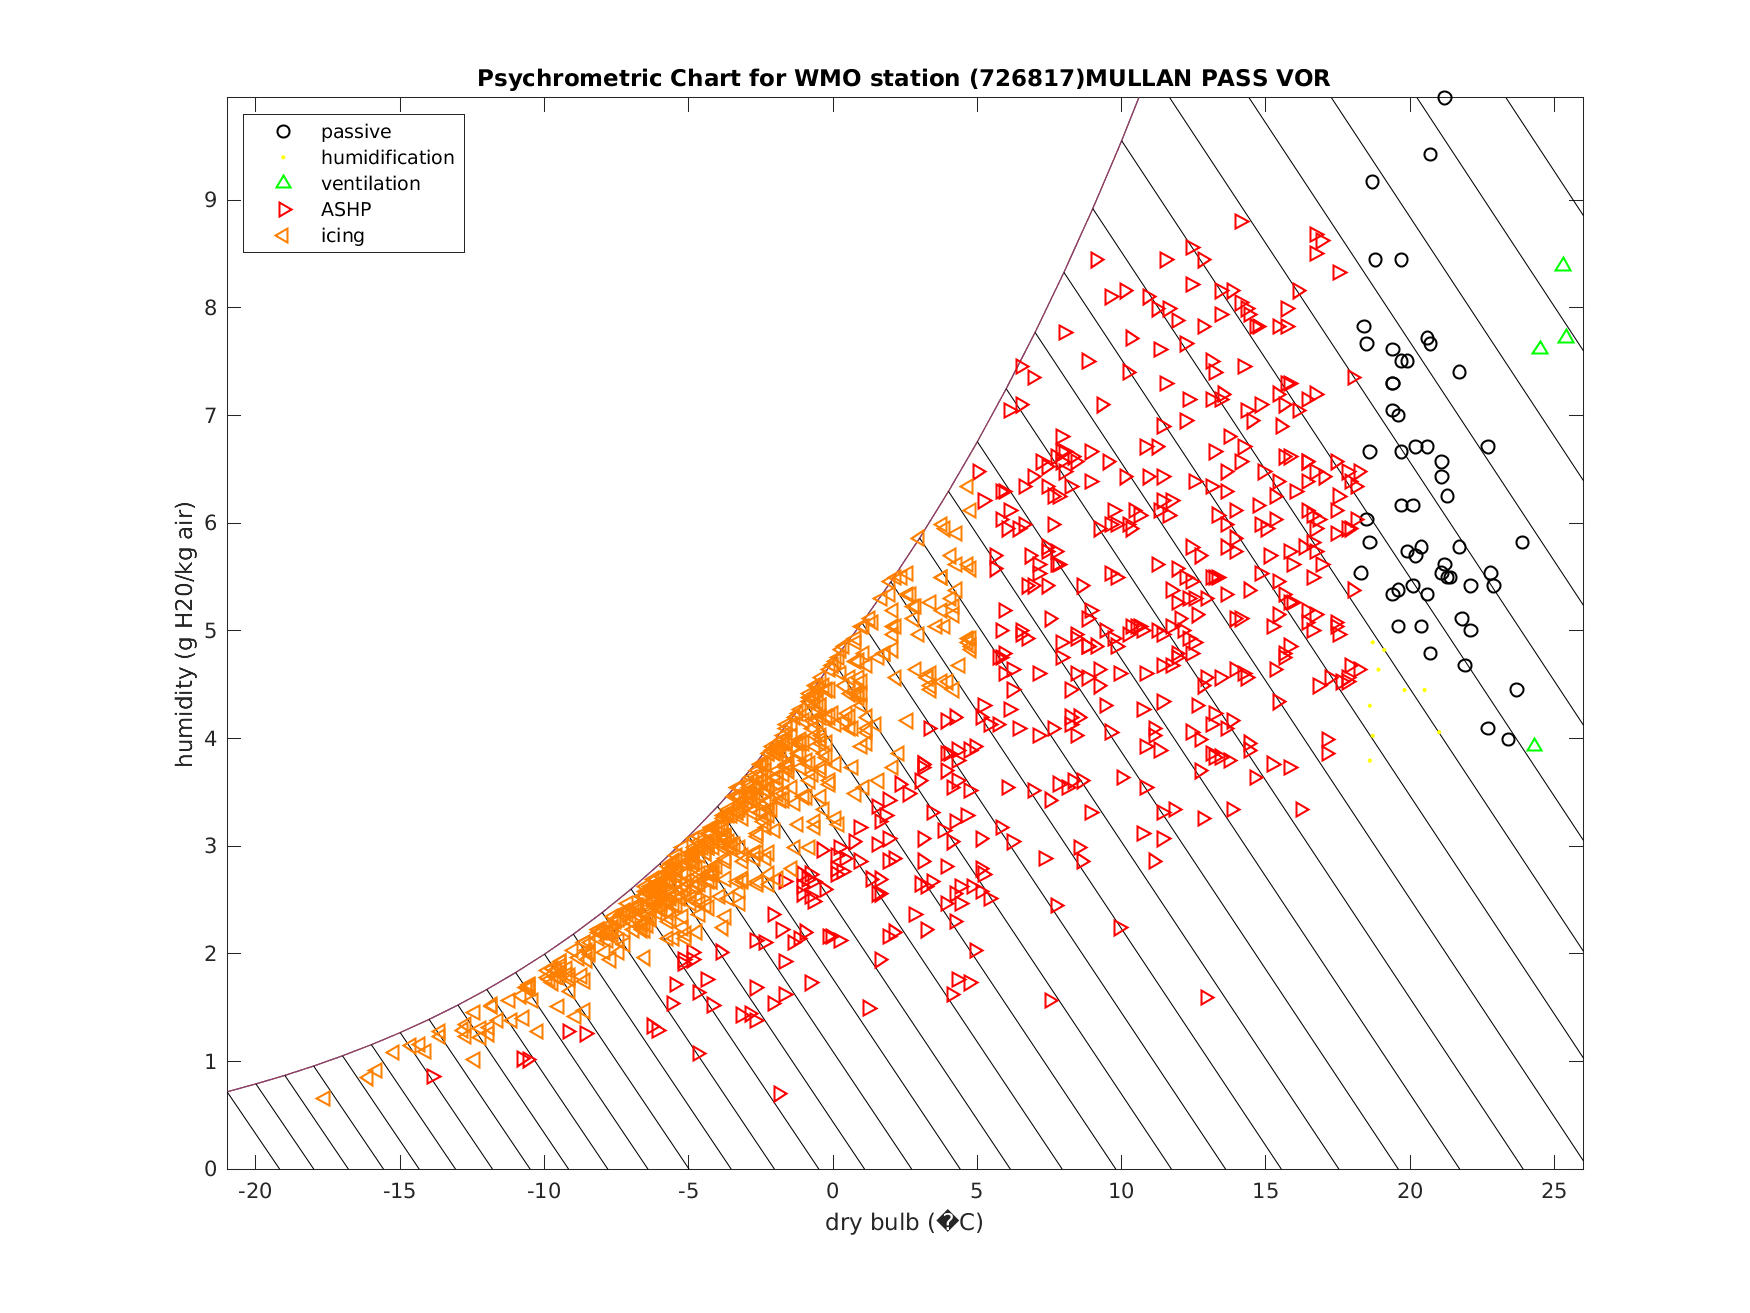 Psychrometric Chart for WMO station (726817)MULLAN PASS VOR
passive
humidification
ventilation
ASHP
icing
humidity (g H20/kg air)
9
8
7
6
5
4
3
2
1
0
-20 -15 -10 -5 0 5 10 15 20 25
dry bulb (�C)